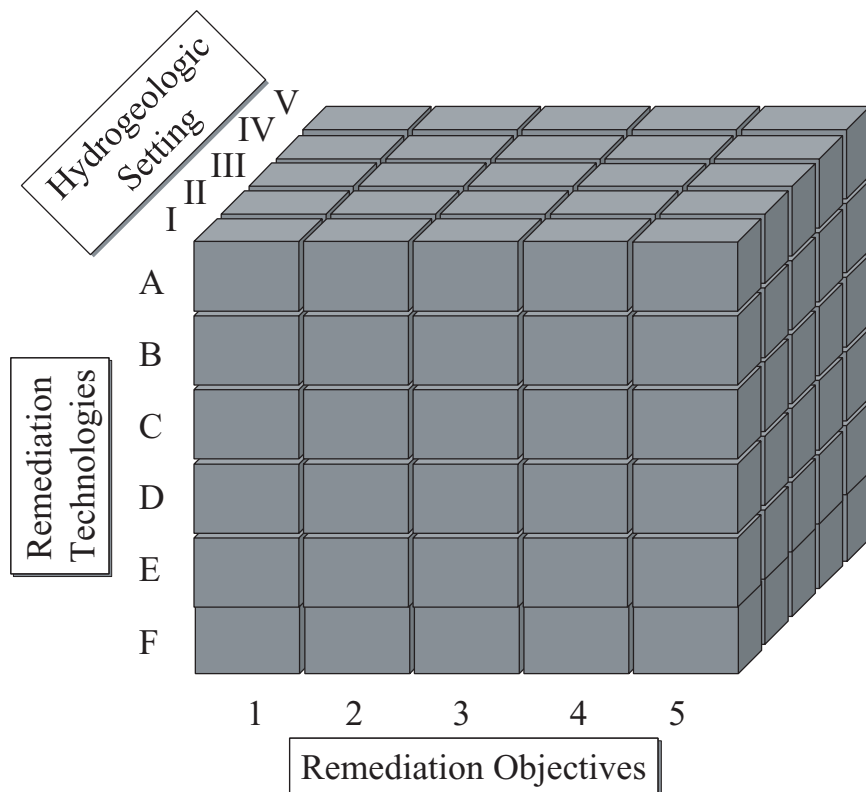 Hydrogeologic
Setting
V
IV
III
II
I
A
B
C
D
E
F
Remediation
Technologies
1 2 3 4 5
Remediation Objectives